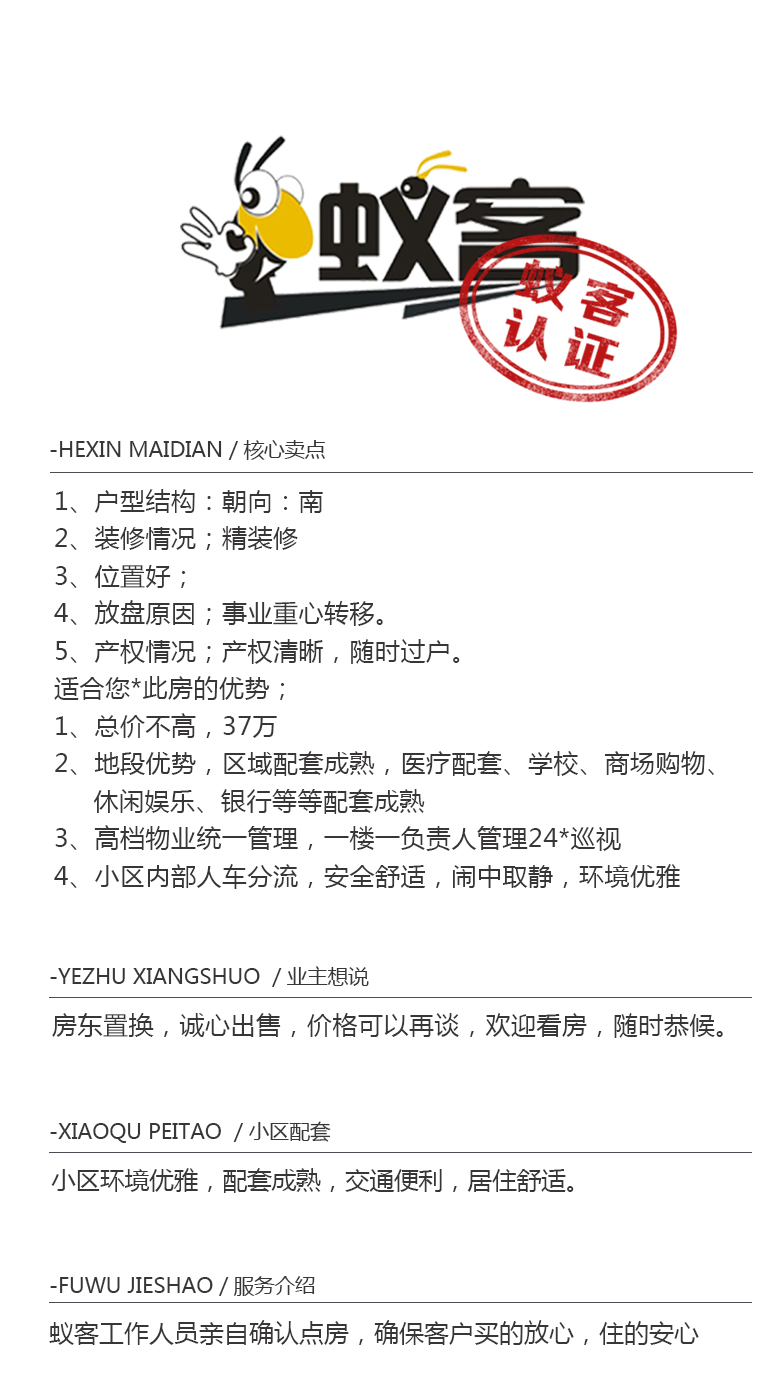 蚁客
蚁客
认证
-HEXIN MAIDIAN / 核心卖点
1、户型结构：朝向：南
2、装修情况；精装修
3、位置好；
4、放盘原因；事业重心转移。
5、产权情况；产权清晰，随时过户。
适合您*此房的优势；
1、总价不高，37万
2、地段优势，区域配套成熟，医疗配套、学校、商场购物、
休闲娱乐、银行等等配套成熟
3、高档物业统一管理，一楼一负责人管理24*巡视
4、小区内部人车分流，安全舒适，闹中取静，环境优雅
-YEZHU XIANGSHUO / 业主想说
房东置换，诚心出售，价格可以再谈，欢迎看房，随时恭候。
-XIAOQU PEITAO / 小区配套
小区环境优雅，配套成熟，交通便利，居住舒适。
-FUWU JIESHAO / 服务介绍
蚁客工作人员亲自确认点房，确保客户买的放心，住的安心